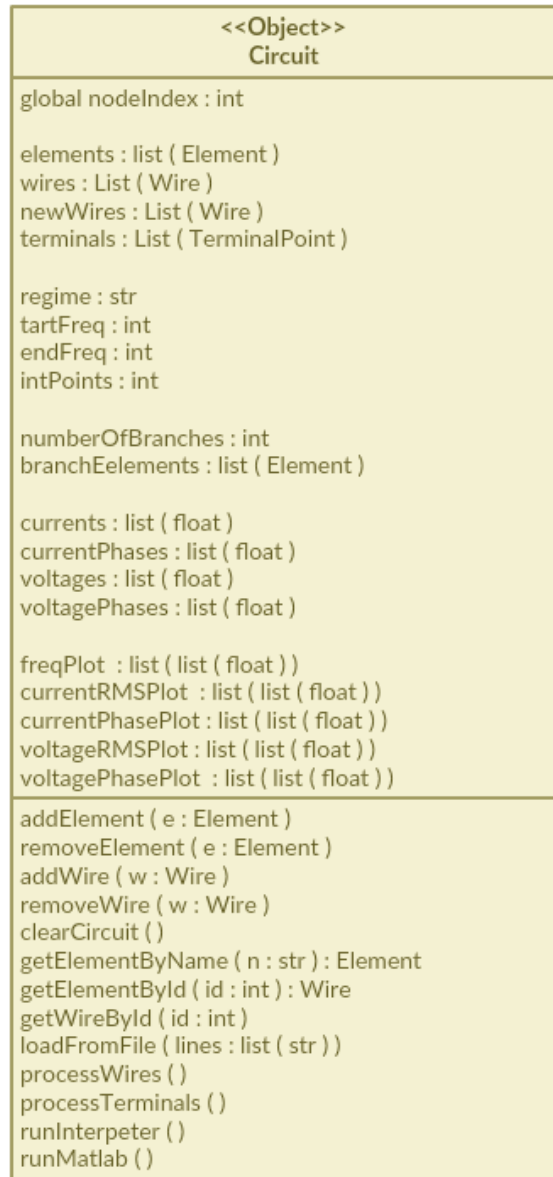 <<Object>>
Circuit
global nodeIndex : int
elements : list ( Element )
wires : List ( Wire )
newWires : List ( Wire )
terminals : List ( TerminalPoint )
regime : str
tartFreq : int
endFreq : int
intPoints : int
numberOfBranches : int
branchEelements : list ( Element )
currents : list ( float )
currentPhases : list ( float )
voltages : list ( float )
voltagePhases : list ( float )
freqPlot : list ( list ( float ) )
currentRMSPlot : list ( list ( float ) )
currentPhasePlot : list ( list ( float ) )
voltageRMSPlot : list ( list ( float ) )
voltagePhasePlot : list ( list ( float ) )
addElement ( e : Element )
removeElement ( e : Element )
addWire ( w : Wire )
removeWire ( w : Wire )
clearCircuit ( )
getElementByName ( n : str ) : Element
getElementById ( id : int ) : Wire
getWireById ( id : int )
loadFromFile ( lines : list ( str ) )
processWires ( )
processTerminals ( )
runInterpeter ( )
runMatlab ( )